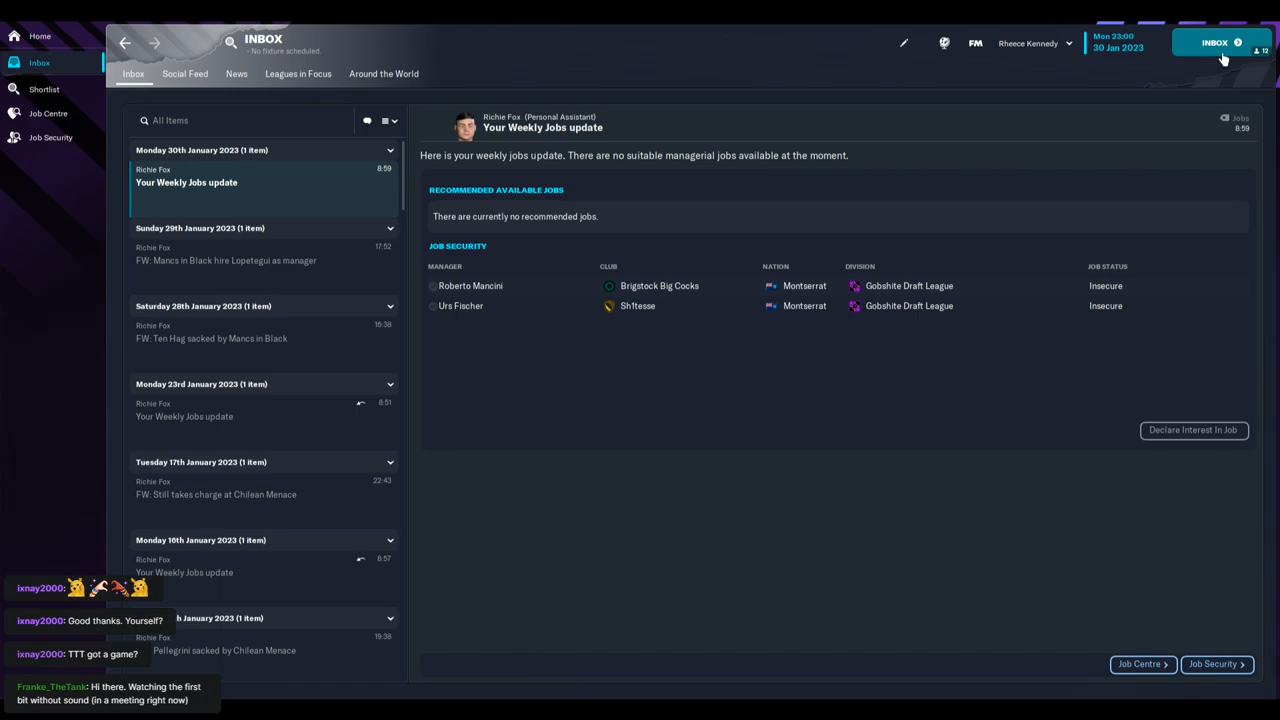 Home
Inbox
Shortlist
Job Centre
Job Security
INBOX
- No fixture scheduled.
FM
Rheece Kennedy
Mon 23:00
30 Jan 2023
INBOX
12
Inbox
Social Feed
News
Leagues in Focus
Around the World
All Items
Monday 30th January 2023 (1 item)
Richie Fox
8:59
Your Weekly Jobs update
Sunday 29th January 2023 (1 item)
Richie Fox
17:52
FW: Mancs in Black hire Lopetegui as manager
Saturday 28th January 2023 (1 item)
Richie Fox
16:38
FW: Ten Hag sacked by Mancs in Black
Monday 23rd January 2023 (1 item)
Richie Fox
8:51
Your Weekly Jobs update
Tuesday 17th January 2023 (1 item)
Richie Fox
22:43
FW: Still takes charge at Chilean Menace
Monday 16th January 2023 (1 item)
Richie Fox
8:57
Your Weekly Jobs update
h January 2023 (1 item)
Richie Fox
19:38
Pellegrini sacked by Chilean Menace
Richie Fox (Personal Assistant)
Your Weekly Jobs update
Jobs
8:59
Here is your weekly jobs update. There are no suitable managerial jobs available at the moment.
RECOMMENDED AVAILABLE JOBS
There are currently no recommended jobs.
JOB SECURITY
MANAGER CLUB NATION DIVISION JOB STATUS
Roberto Mancini Brigstock Big Cocks Montserrat Gobshite Draft League Insecure
Urs Fischer Sh1tesse Montserrat Gobshite Draft League Insecure
Declare Interest In Job
Job Centre
Job Security
ixnay2000:
ixnay2000: Good thanks. Yourself?
ixnay2000: TTT got a game?
Franke_TheTank: Hi there. Watching the first
bit without sound (in a meeting right now)